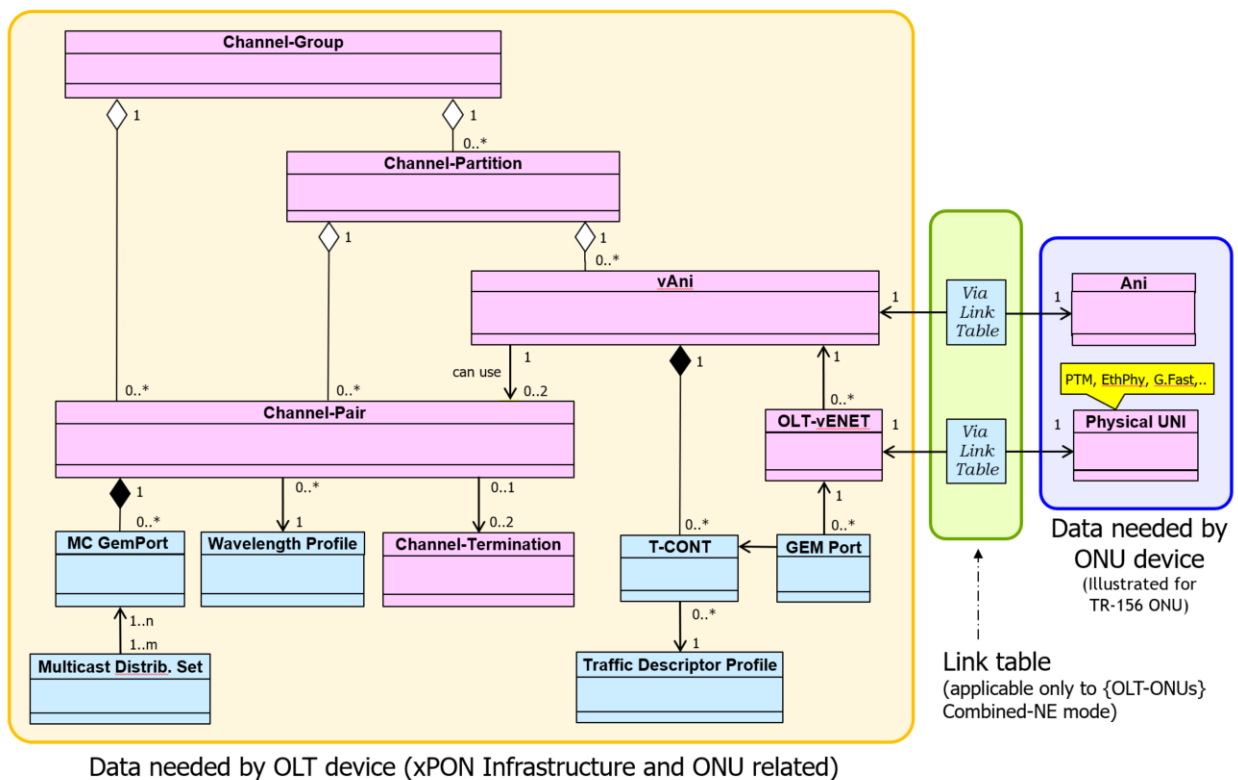 Channel-Group
1
1
0..*
Channel-Partition
1
1
0..*
vAni
1
Via
Link
Table
1
Ani
can use
1
0..2
1
1
0..*
0..*
0..*
PTM, EthPhy, G.Fast,..
Channel-Pair
OLT-vENET
1
Via
Link
Table
1
Physical UNI
1
0..*
0..*
1
0..1
0..2
1
0..*
0..*
MC GemPort
Wavelength Profile
Channel-Termination
T-CONT
GEM Port
1..n
1..m
0..*
1
Multicast Distrib. Set
Traffic Descriptor Profile
Data needed by
ONU device
(Illustrated for
TR-156 ONU)
Link table
(applicable only to {OLT-ONUs}
Combined-NE mode)
Data needed by OLT device (xPON Infrastructure and ONU related)